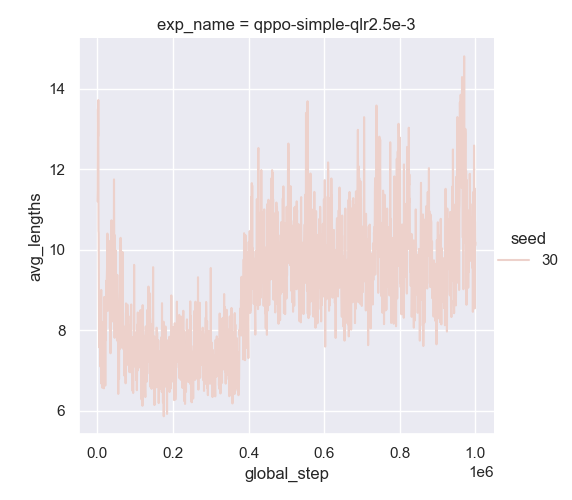 exp_name = qppo-simple-qlr2.5e-3
14
12
10
8
6
avg_lengths
0.0 0.2 0.4 0.6 0.8 1.0
1e6
global_step
seed
30